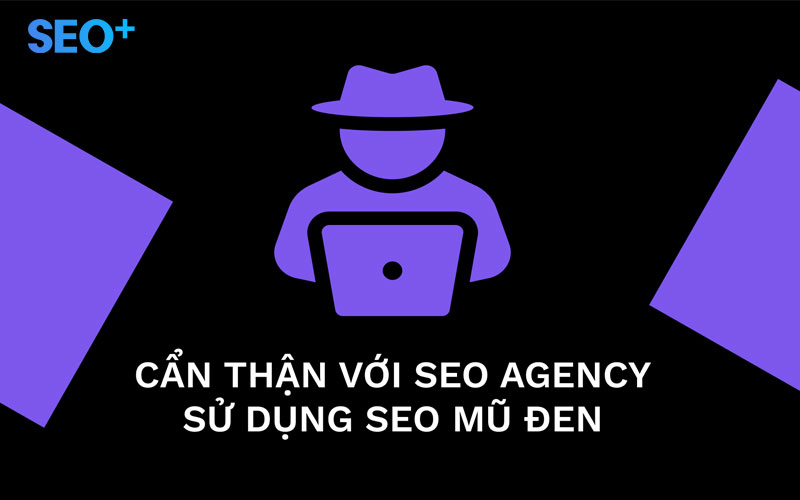 SEO+
CẨN THẬN VỚI SEO AGENCY
SỬ DỤNG SEO MŨ ĐEN